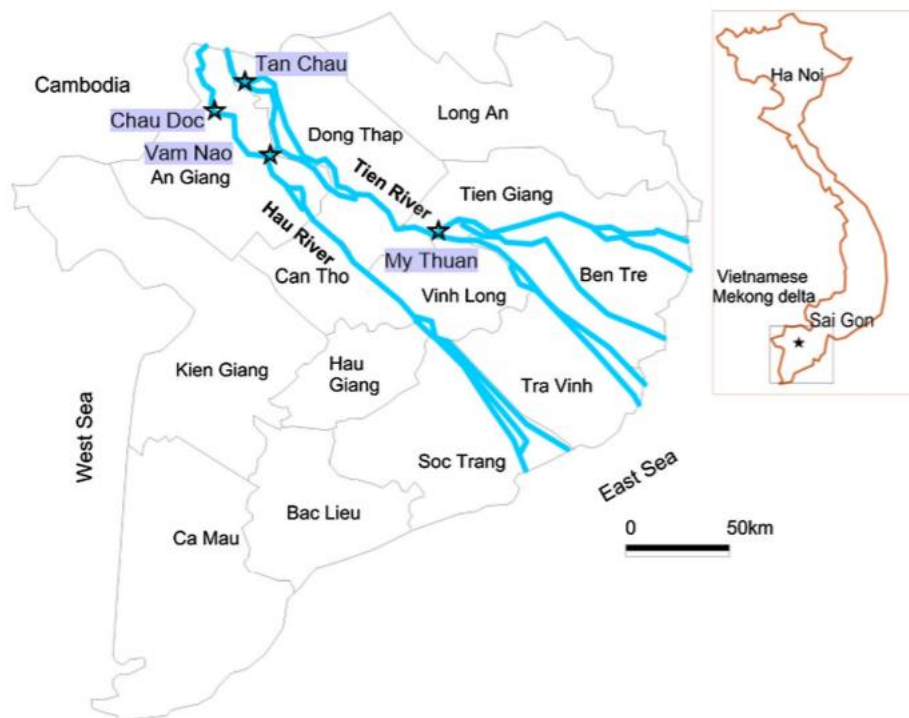 Tan Chau
Cambodia
Chau Doc
Long An
Dong Thap
Vam Nao
An Giang
Tien River
Tien Giang
Hau River
My Thuan
Can Tho
Vinh Long
Ben Tre
Kien Giang
Hau
Giang
Tra Vinh
West Sea
Soc Trang
East Sea
Bac Lieu
Ca Mau
0 50km
Ha Noi
Vietnamese
Mekong delta
Sai Gon